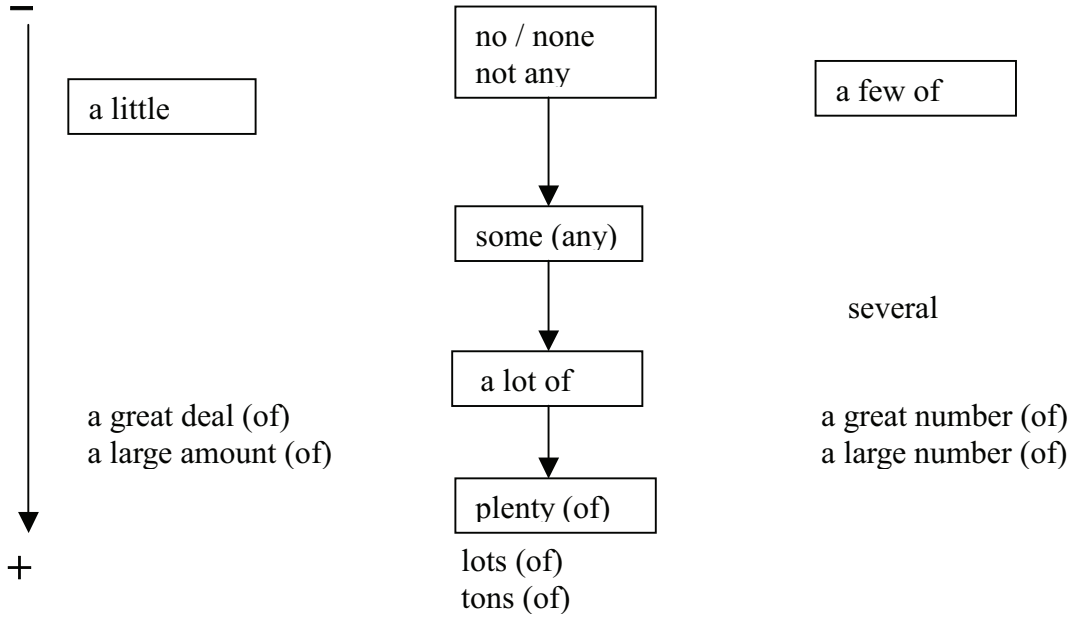 –
no / none
not any
a little
a few of
some (any)
several
a lot of
a great deal (of)
a large amount (of)
a great number (of)
a large number (of)
plenty (of)
+
lots (of)
tons (of)